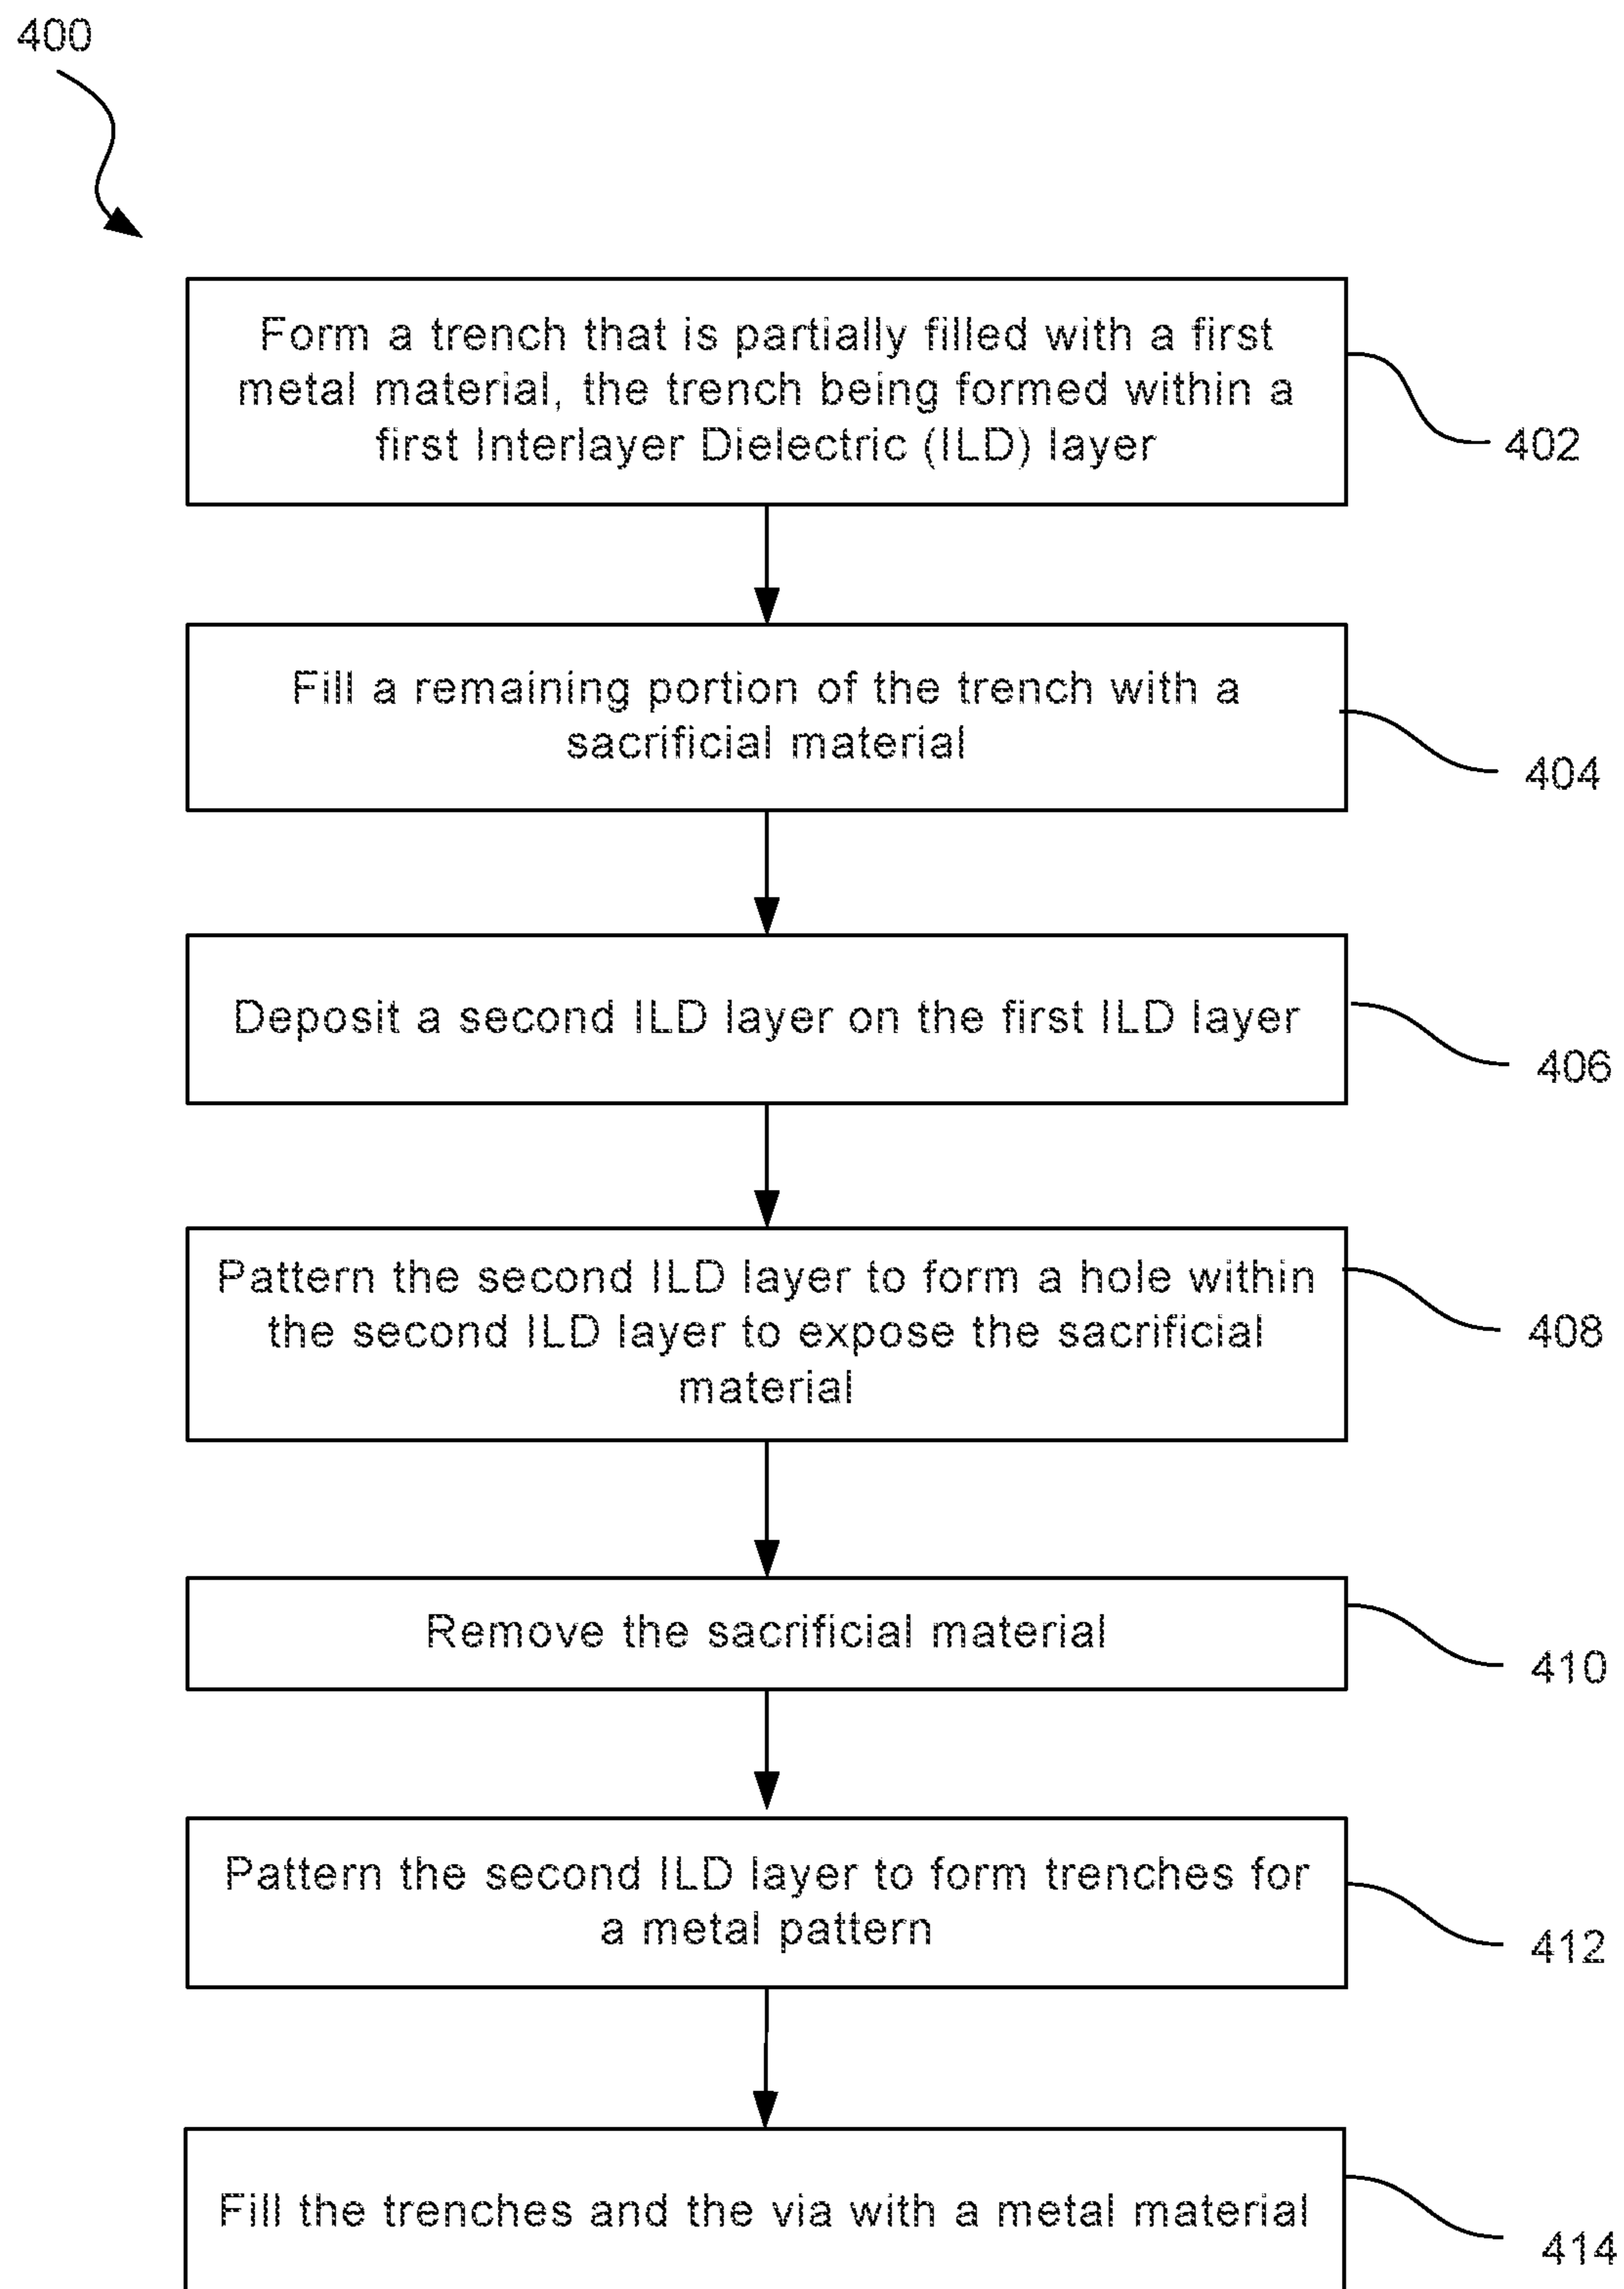 400
Form a trench that is partially filled with a first
metal material, the trench being formed within a
first Interlayer Dielectric (ILD) layer
402
Fill a remaining portion of the trench with a
sacrificial material
404
Deposit a second ILD layer on the first ILD layer
406
Pattern the second ILD layer to form a hole within
the second ILD layer to expose the sacrificial
material
408
Remove the sacrificial material
410
Pattern the second ILD layer to form trenches for
a metal pattern
412
Fill the trenches and the via with a metal material
414